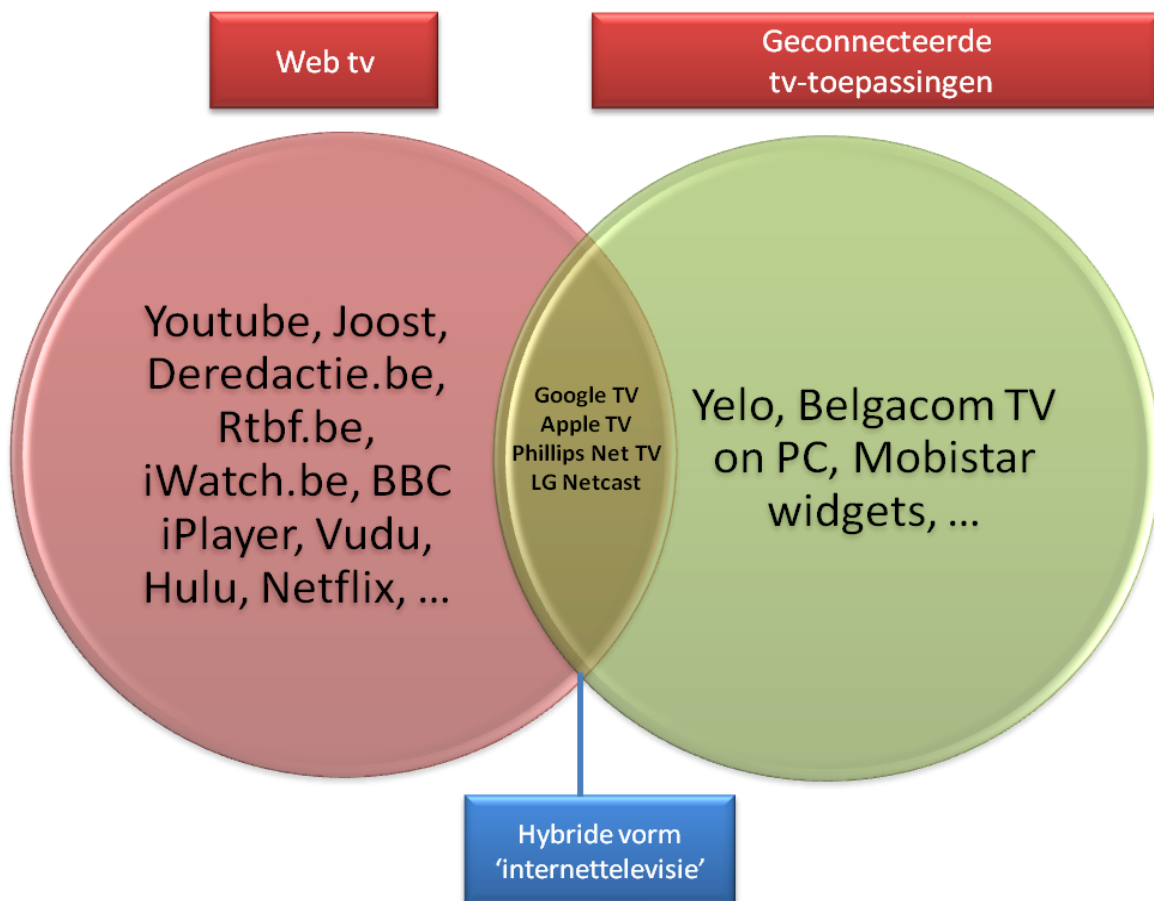 Web tv
Geconnecteerde
tv-toepassingen
Youtube, Joost,
Deredactie.be,
Rtbf.be,
iWatch.be, BBC
iPlayer, Vudu,
Hulu, Netflix, ...
Google TV
Apple TV
Phillips Net TV
LG Netcast
Yelo, Belgacom TV
on PC, Mobistar
widgets, ...
Hybride vorm
‘internettelevisie’